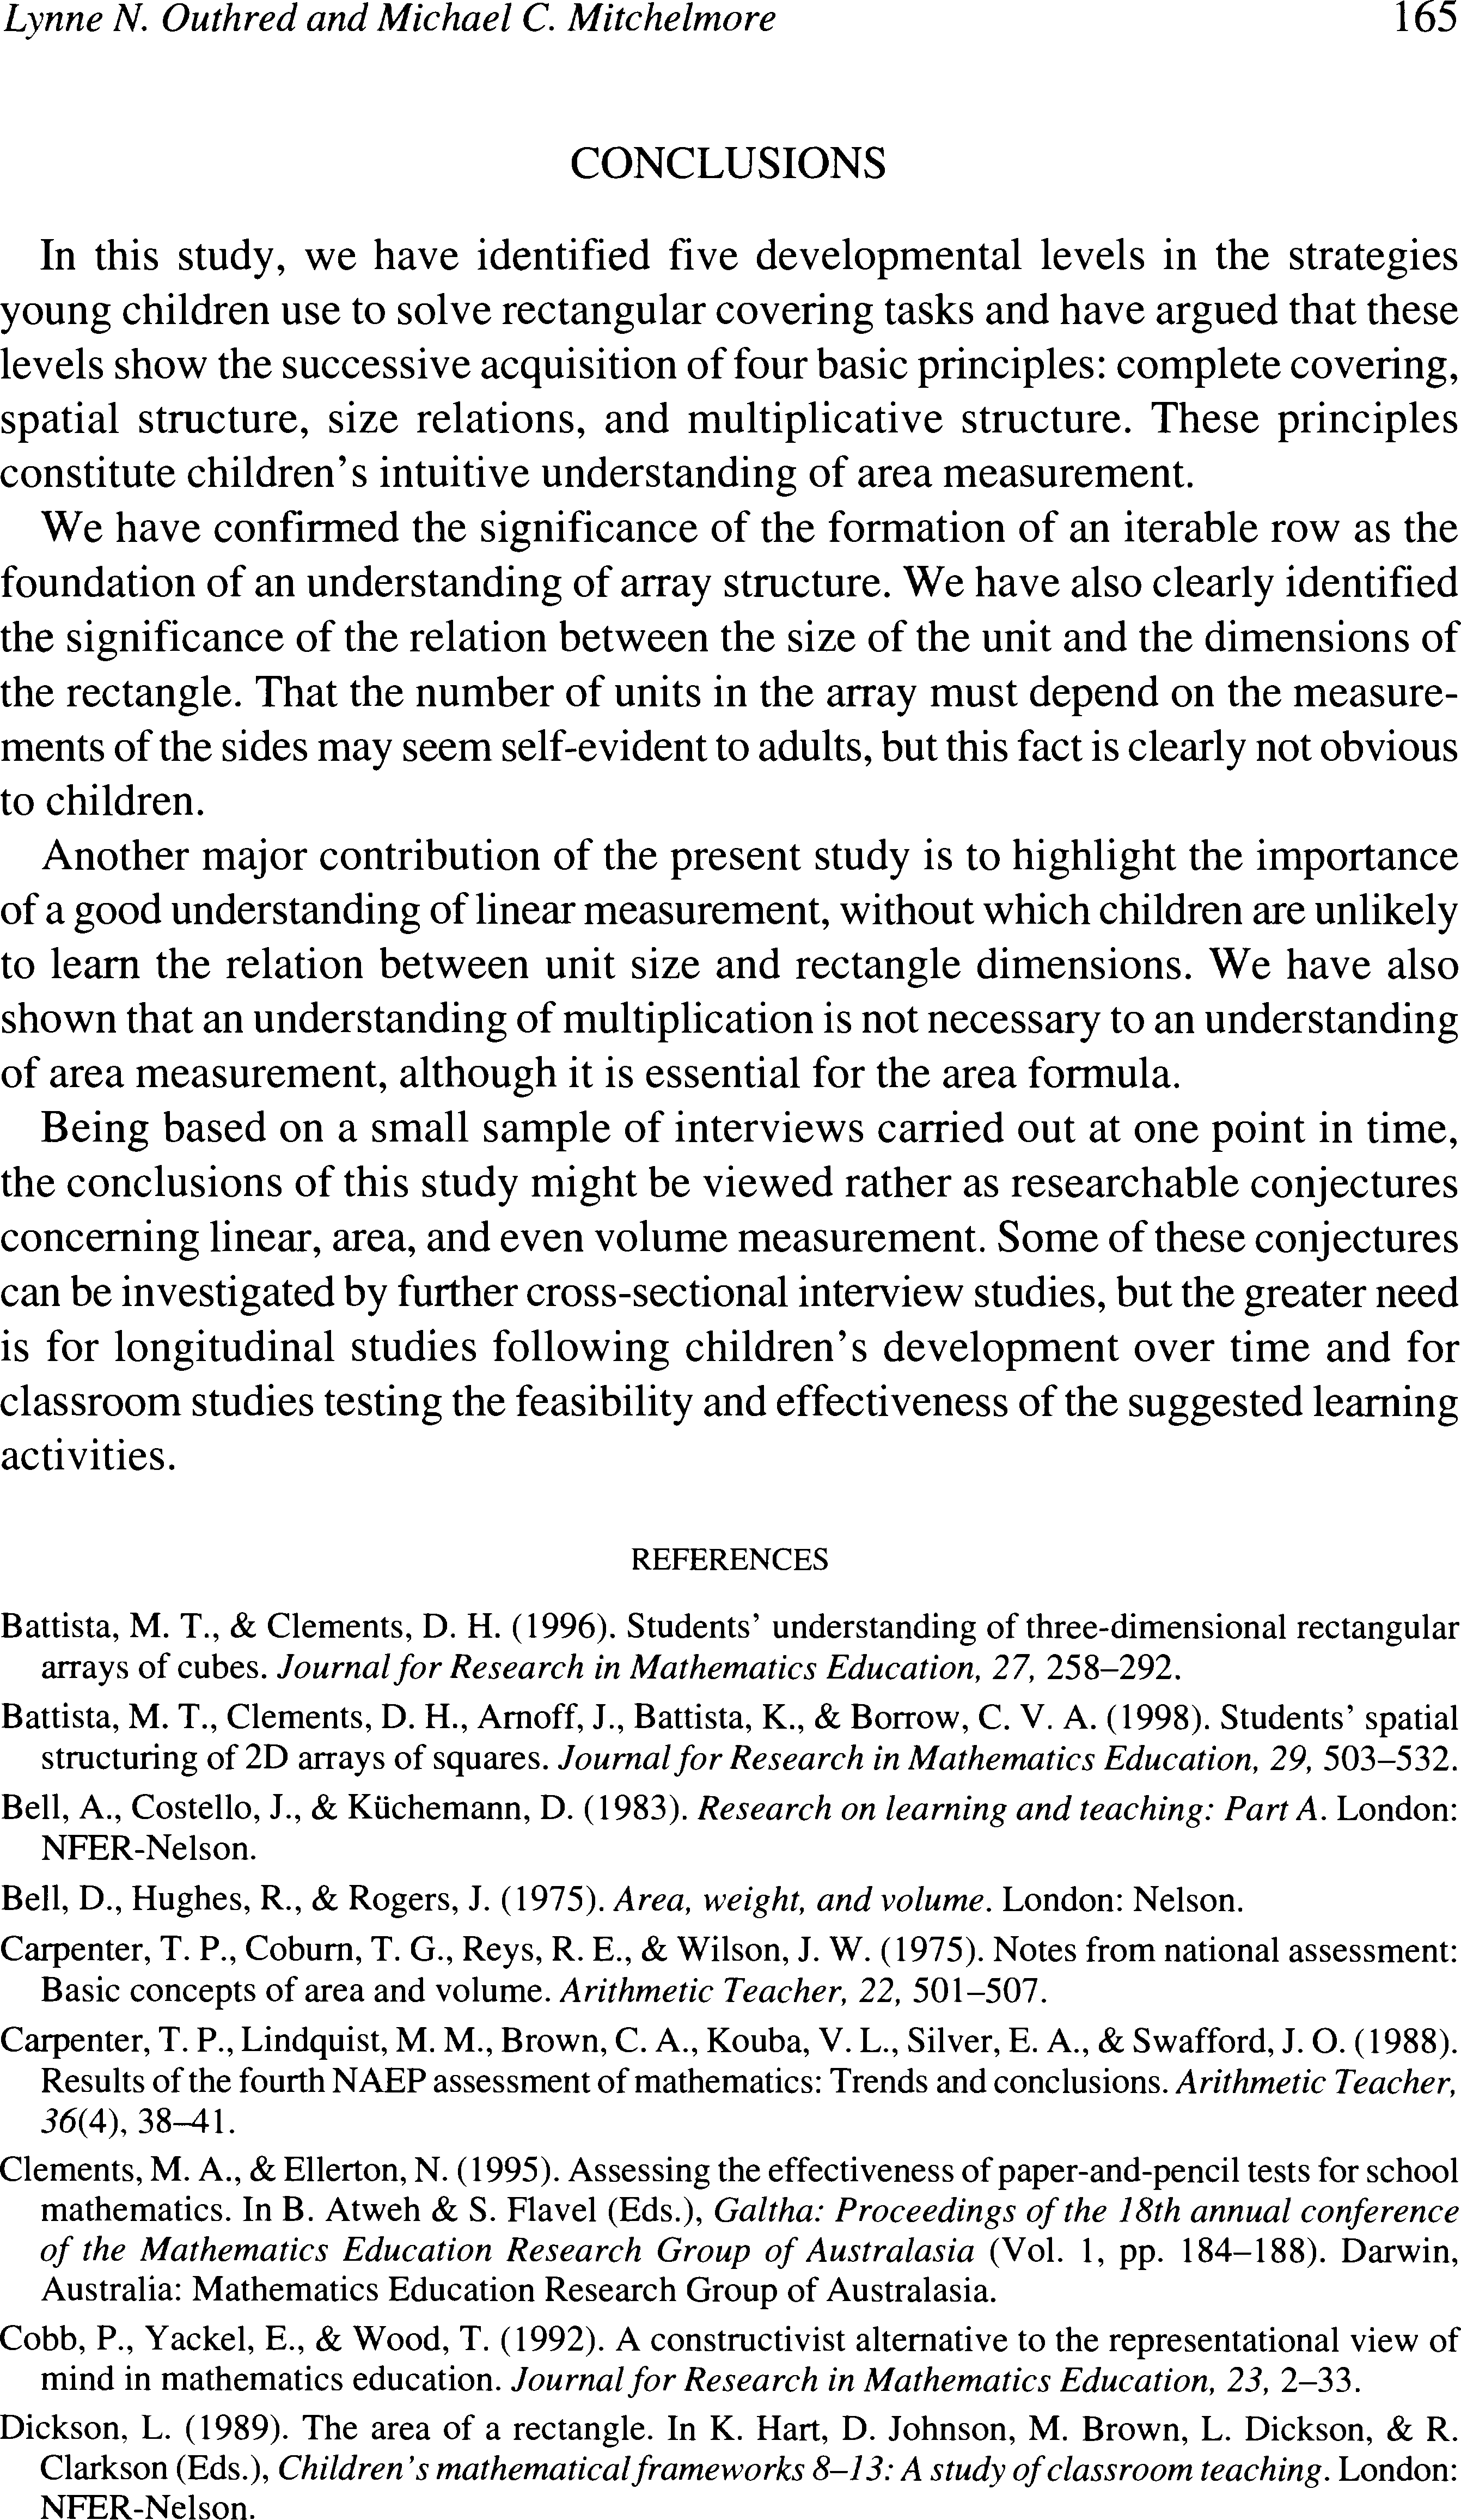 Lynne N. Outhred and Michael C. Mitchelmore 165
CONCLUSIONS
In this study, we have identified five developmental levels in the strategies
young children use to solve rectangular covering tasks and have argued that these
levels show the successive acquisition of four basic principles: complete covering,
spatial structure, size relations, and multiplicative structure. These principles
constitute children's intuitive understanding of area measurement.
We have confirmed the significance of the formation of an iterable row as the
foundation of an understanding of array structure. We have also clearly identified
the significance of the relation between the size of the unit and the dimensions of
the rectangle. That the number of units in the array must depend on the measure-
ments of the sides may seem self-evident to adults, but this fact is clearly not obvious
to children.
Another major contribution of the present study is to highlight the importance
of a good understanding of linear measurement, without which children are unlikely
to learn the relation between unit size and rectangle dimensions. We have also
shown that an understanding of multiplication is not necessary to an understanding
of area measurement, although it is essential for the area formula.
Being based on a small sample of interviews carried out at one point in time,
the conclusions of this study might be viewed rather as researchable conjectures
concerning linear, area, and even volume measurement. Some of these conjectures
can be investigated by further cross-sectional interview studies, but the greater need
is for longitudinal studies following children's development over time and for
classroom studies testing the feasibility and effectiveness of the suggested learning
activities.
REFERENCES
Battista, M. T., & Clements, D. H. (1996). Students' understanding of three-dimensional rectangular
arrays of cubes. Journal for Research in Mathematics Education, 27, 258–292.
Battista, M. T., Clements, D. H., Arnoff, J., Battista, K., & Borrow, C. V. A. (1998). Students' spatial
structuring of 2D arrays of squares. Journal for Research in Mathematics Education, 29, 503–532.
Bell, A., Costello, J., & Küchemann, D. (1983). Research on learning and teaching: Part A. London:
NFER-Nelson.
Bell, D., Hughes, R., & Rogers, J. (1975). Area, weight, and volume. London: Nelson.
Carpenter, T. P., Coburn, T. G., Reys, R. E., & Wilson, J. W. (1975). Notes from national assessment:
Basic concepts of area and volume. Arithmetic Teacher, 22, 501–507.
Carpenter, T. P., Lindquist, M. M., Brown, C. A., Kouba, V. L., Silver, E. A., & Swafford, J. O. (1988).
Results of the fourth NAEP assessment of mathematics: Trends and conclusions. Arithmetic Teacher,
36(4), 38–41.
Clements, M. A., & Ellerton, N. (1995). Assessing the effectiveness of paper-and-pencil tests for school
mathematics. In B. Atweh & S. Flavel (Eds.), Galtha: Proceedings of the 18th annual conference
of the Mathematics Education Research Group of Australasia (Vol. 1, pp. 184–188). Darwin,
Australia: Mathematics Education Research Group of Australasia.
Cobb, P., Yackel, E., & Wood, T. (1992). A constructivist alternative to the representational view of
mind in mathematics education. Journal for Research in Mathematics Education, 23, 2–33.
Dickson, L. (1989). The area of a rectangle. In K. Hart, D. Johnson, M. Brown, L. Dickson, & R.
Clarkson (Eds.), Children's mathematical frameworks 8–13: A study of classroom teaching. London:
NFER-Nelson.